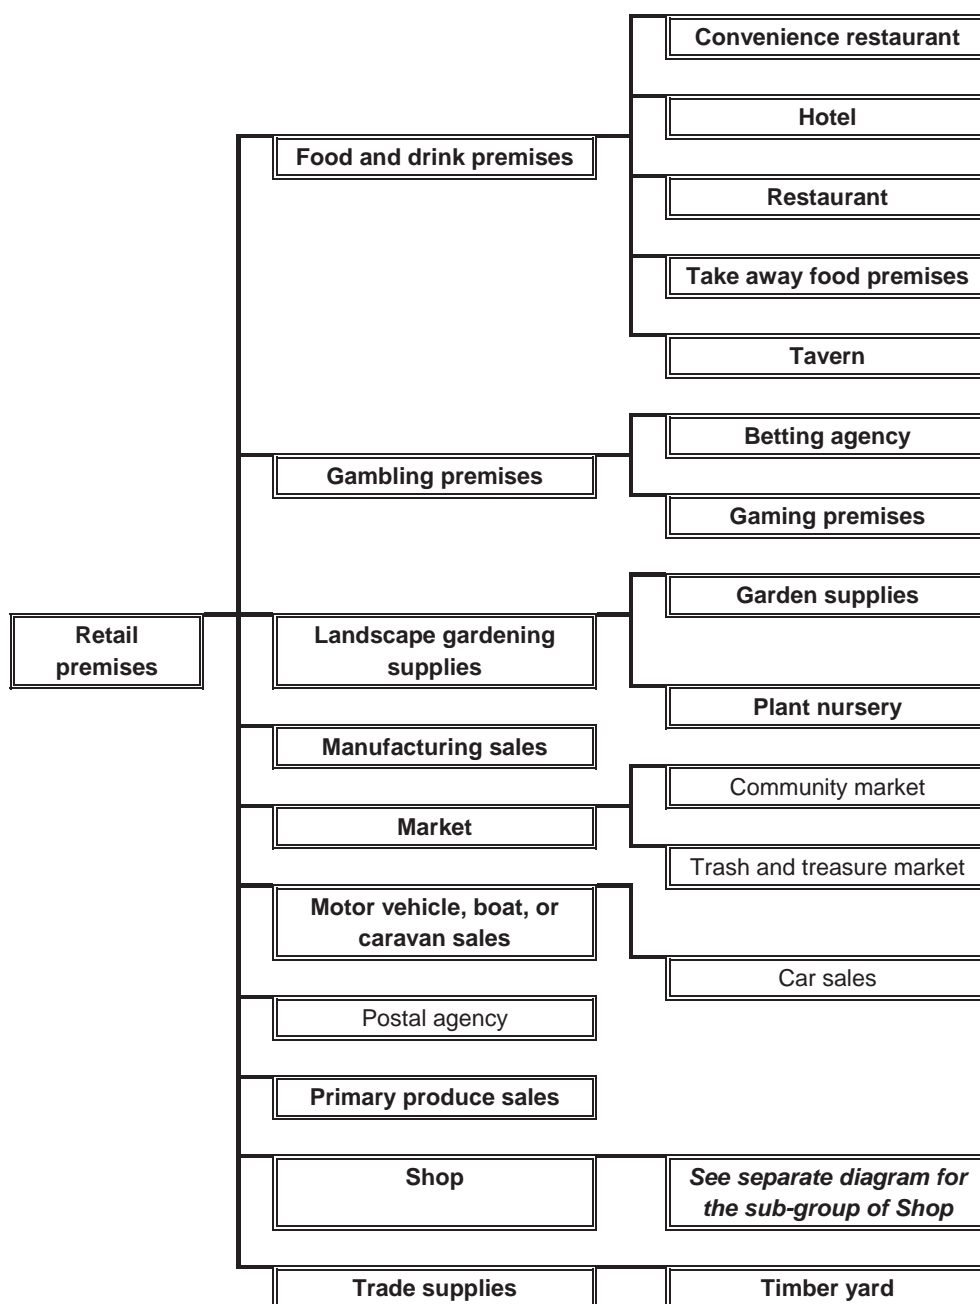 Convenience restaurant
Hotel
Food and drink premises
Restaurant
Take away food premises
Tavern
Betting agency
Gambling premises
Gaming premises
Garden supplies
Retail
premises
Landscape gardening
supplies
Plant nursery
Manufacturing sales
Community market
Market
Trash and treasure market
Motor vehicle, boat, or
caravan sales
Car sales
Postal agency
Primary produce sales
Shop
See separate diagram for
the sub-group of Shop
Trade supplies
Timber yard